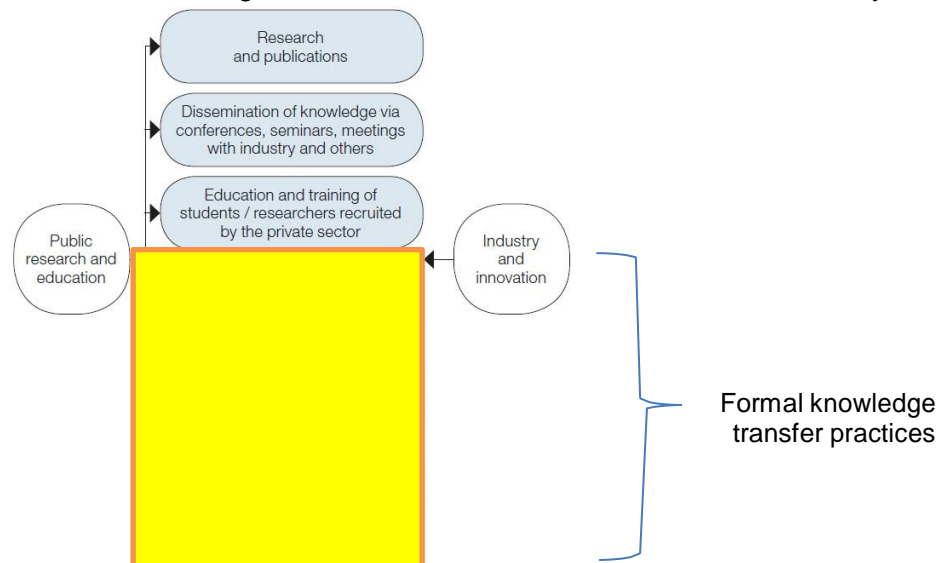 Research
and publications
Dissemination of knowledge via
conferences, seminars, meetings
with industry and others
Education and training of
students / researchers recruited
by the private sector
Public
research and
education
Industry
and
innovation
Formal knowledge
transfer practices